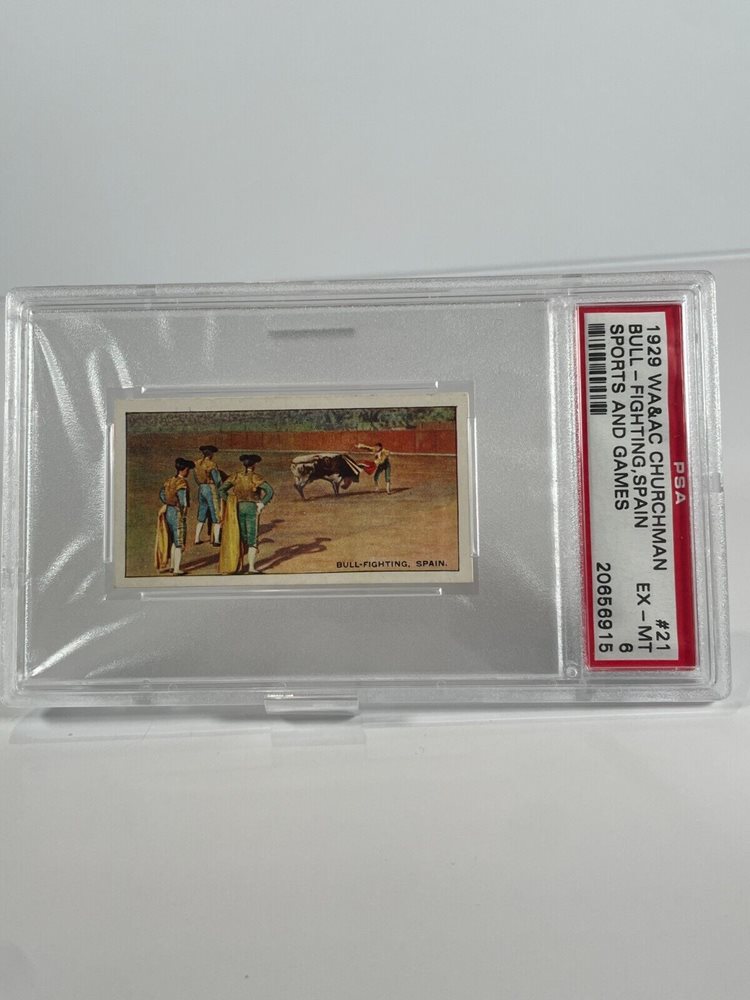 BULL-FIGHTING, SPAIN.
PSA
1929 WA&AC CHURCHMAN #21
BULL-FIGHTING,SPAIN EX-MT
SPORTS AND GAMES 6
20656915